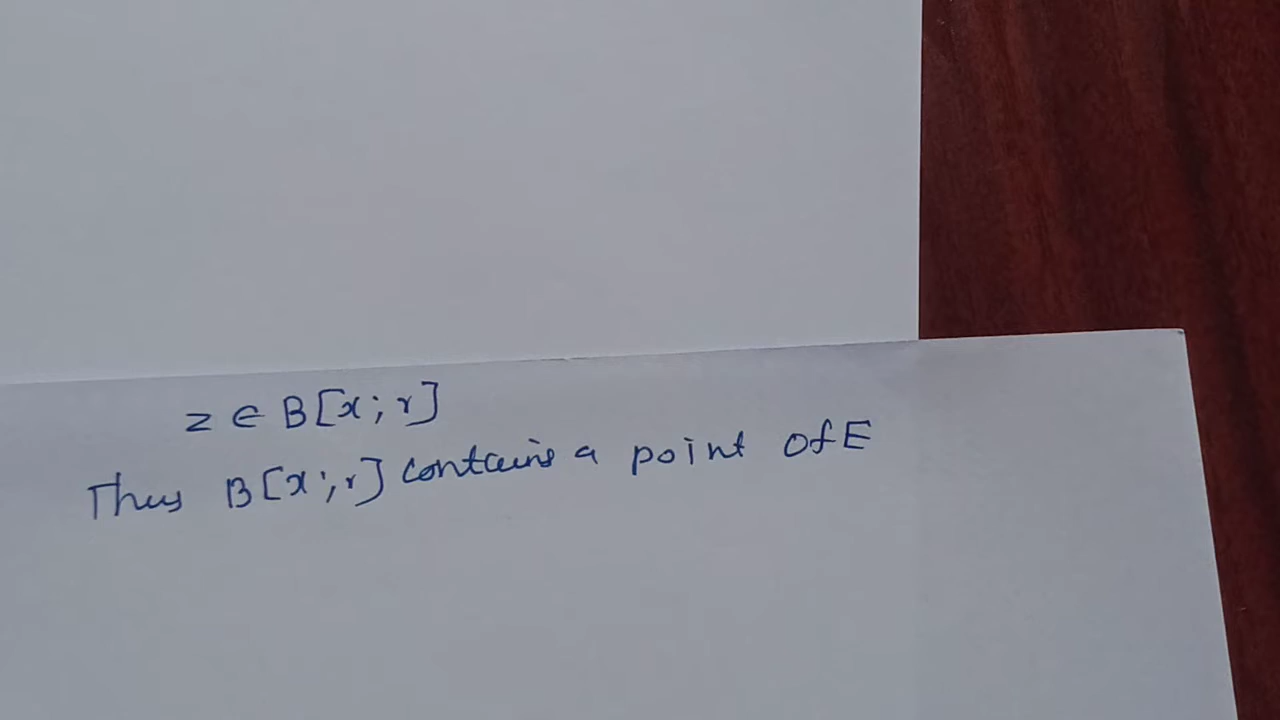 z ∈ B[x; r]
Thus B[x; r] contains a point of E